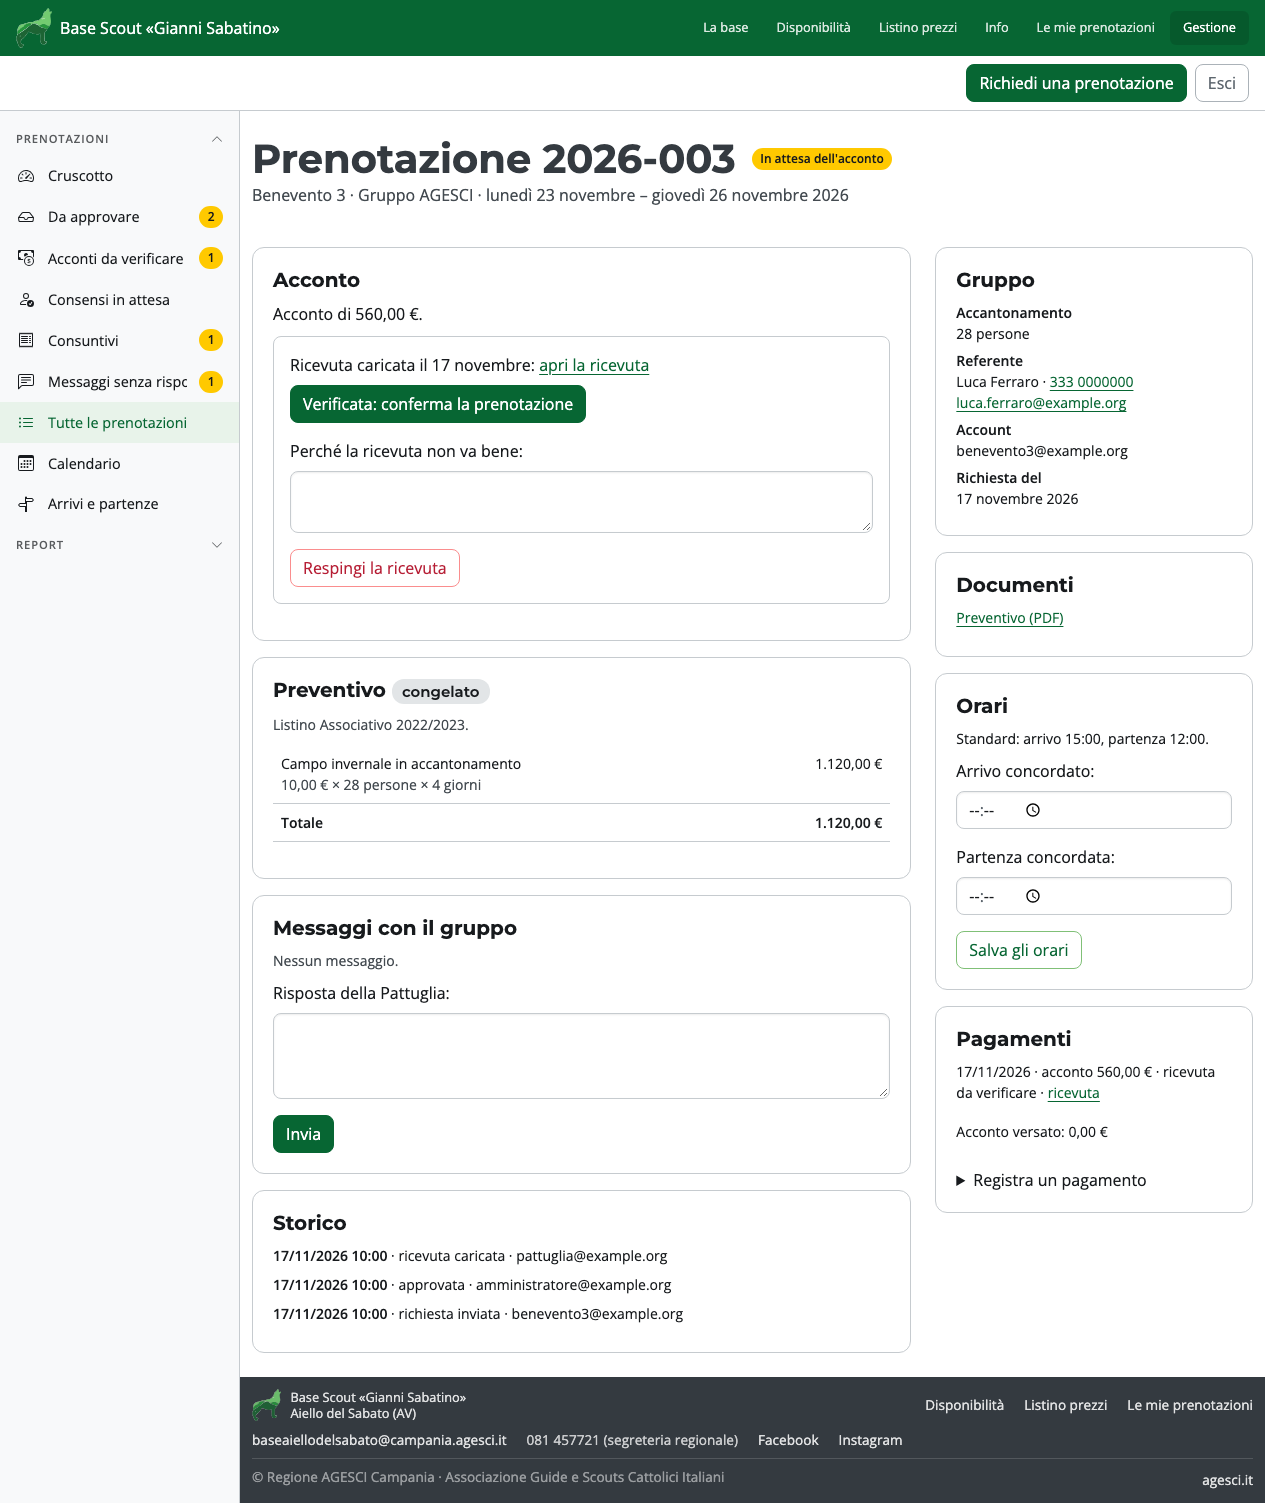 Base Scout «Gianni Sabatino»
La base
Disponibilità
Listino prezzi
Info
Le mie prenotazioni
Gestione
Richiedi una prenotazione
Esci
PRENOTAZIONI
Cruscotto
Da approvare 2
Acconti da verificare 1
Consensi in attesa
Consuntivi 1
Messaggi senza rispo 1
Tutte le prenotazioni
Calendario
Arrivi e partenze
REPORT
Prenotazione 2026-003 In attesa dell'acconto
Benevento 3 · Gruppo AGESCI · lunedì 23 novembre – giovedì 26 novembre 2026
Acconto
Acconto di 560,00 €.
Ricevuta caricata il 17 novembre: apri la ricevuta
Verificata: conferma la prenotazione
Perché la ricevuta non va bene:
Respingi la ricevuta
Preventivo congelato
Listino Associativo 2022/2023.
Campo invernale in accantonamento 1.120,00 €
10,00 € × 28 persone × 4 giorni
Totale 1.120,00 €
Messaggi con il gruppo
Nessun messaggio.
Risposta della Pattuglia:
Invia
Storico
17/11/2026 10:00 · ricevuta caricata · pattuglia@example.org
17/11/2026 10:00 · approvata · amministratore@example.org
17/11/2026 10:00 · richiesta inviata · benevento3@example.org
Gruppo
Accantonamento
28 persone
Referente
Luca Ferraro · 333 0000000
luca.ferraro@example.org
Account
benevento3@example.org
Richiesta del
17 novembre 2026
Documenti
Preventivo (PDF)
Orari
Standard: arrivo 15:00, partenza 12:00.
Arrivo concordato:
--:--
Partenza concordata:
--:--
Salva gli orari
Pagamenti
17/11/2026 · acconto 560,00 € · ricevuta
da verificare · ricevuta
Acconto versato: 0,00 €
Registra un pagamento
Base Scout «Gianni Sabatino»
Aiello del Sabato (AV)
Disponibilità
Listino prezzi
Le mie prenotazioni
baseaiellodelsabato@campania.agesci.it
081 457721 (segreteria regionale)
Facebook
Instagram
© Regione AGESCI Campania · Associazione Guide e Scouts Cattolici Italiani
agesci.it